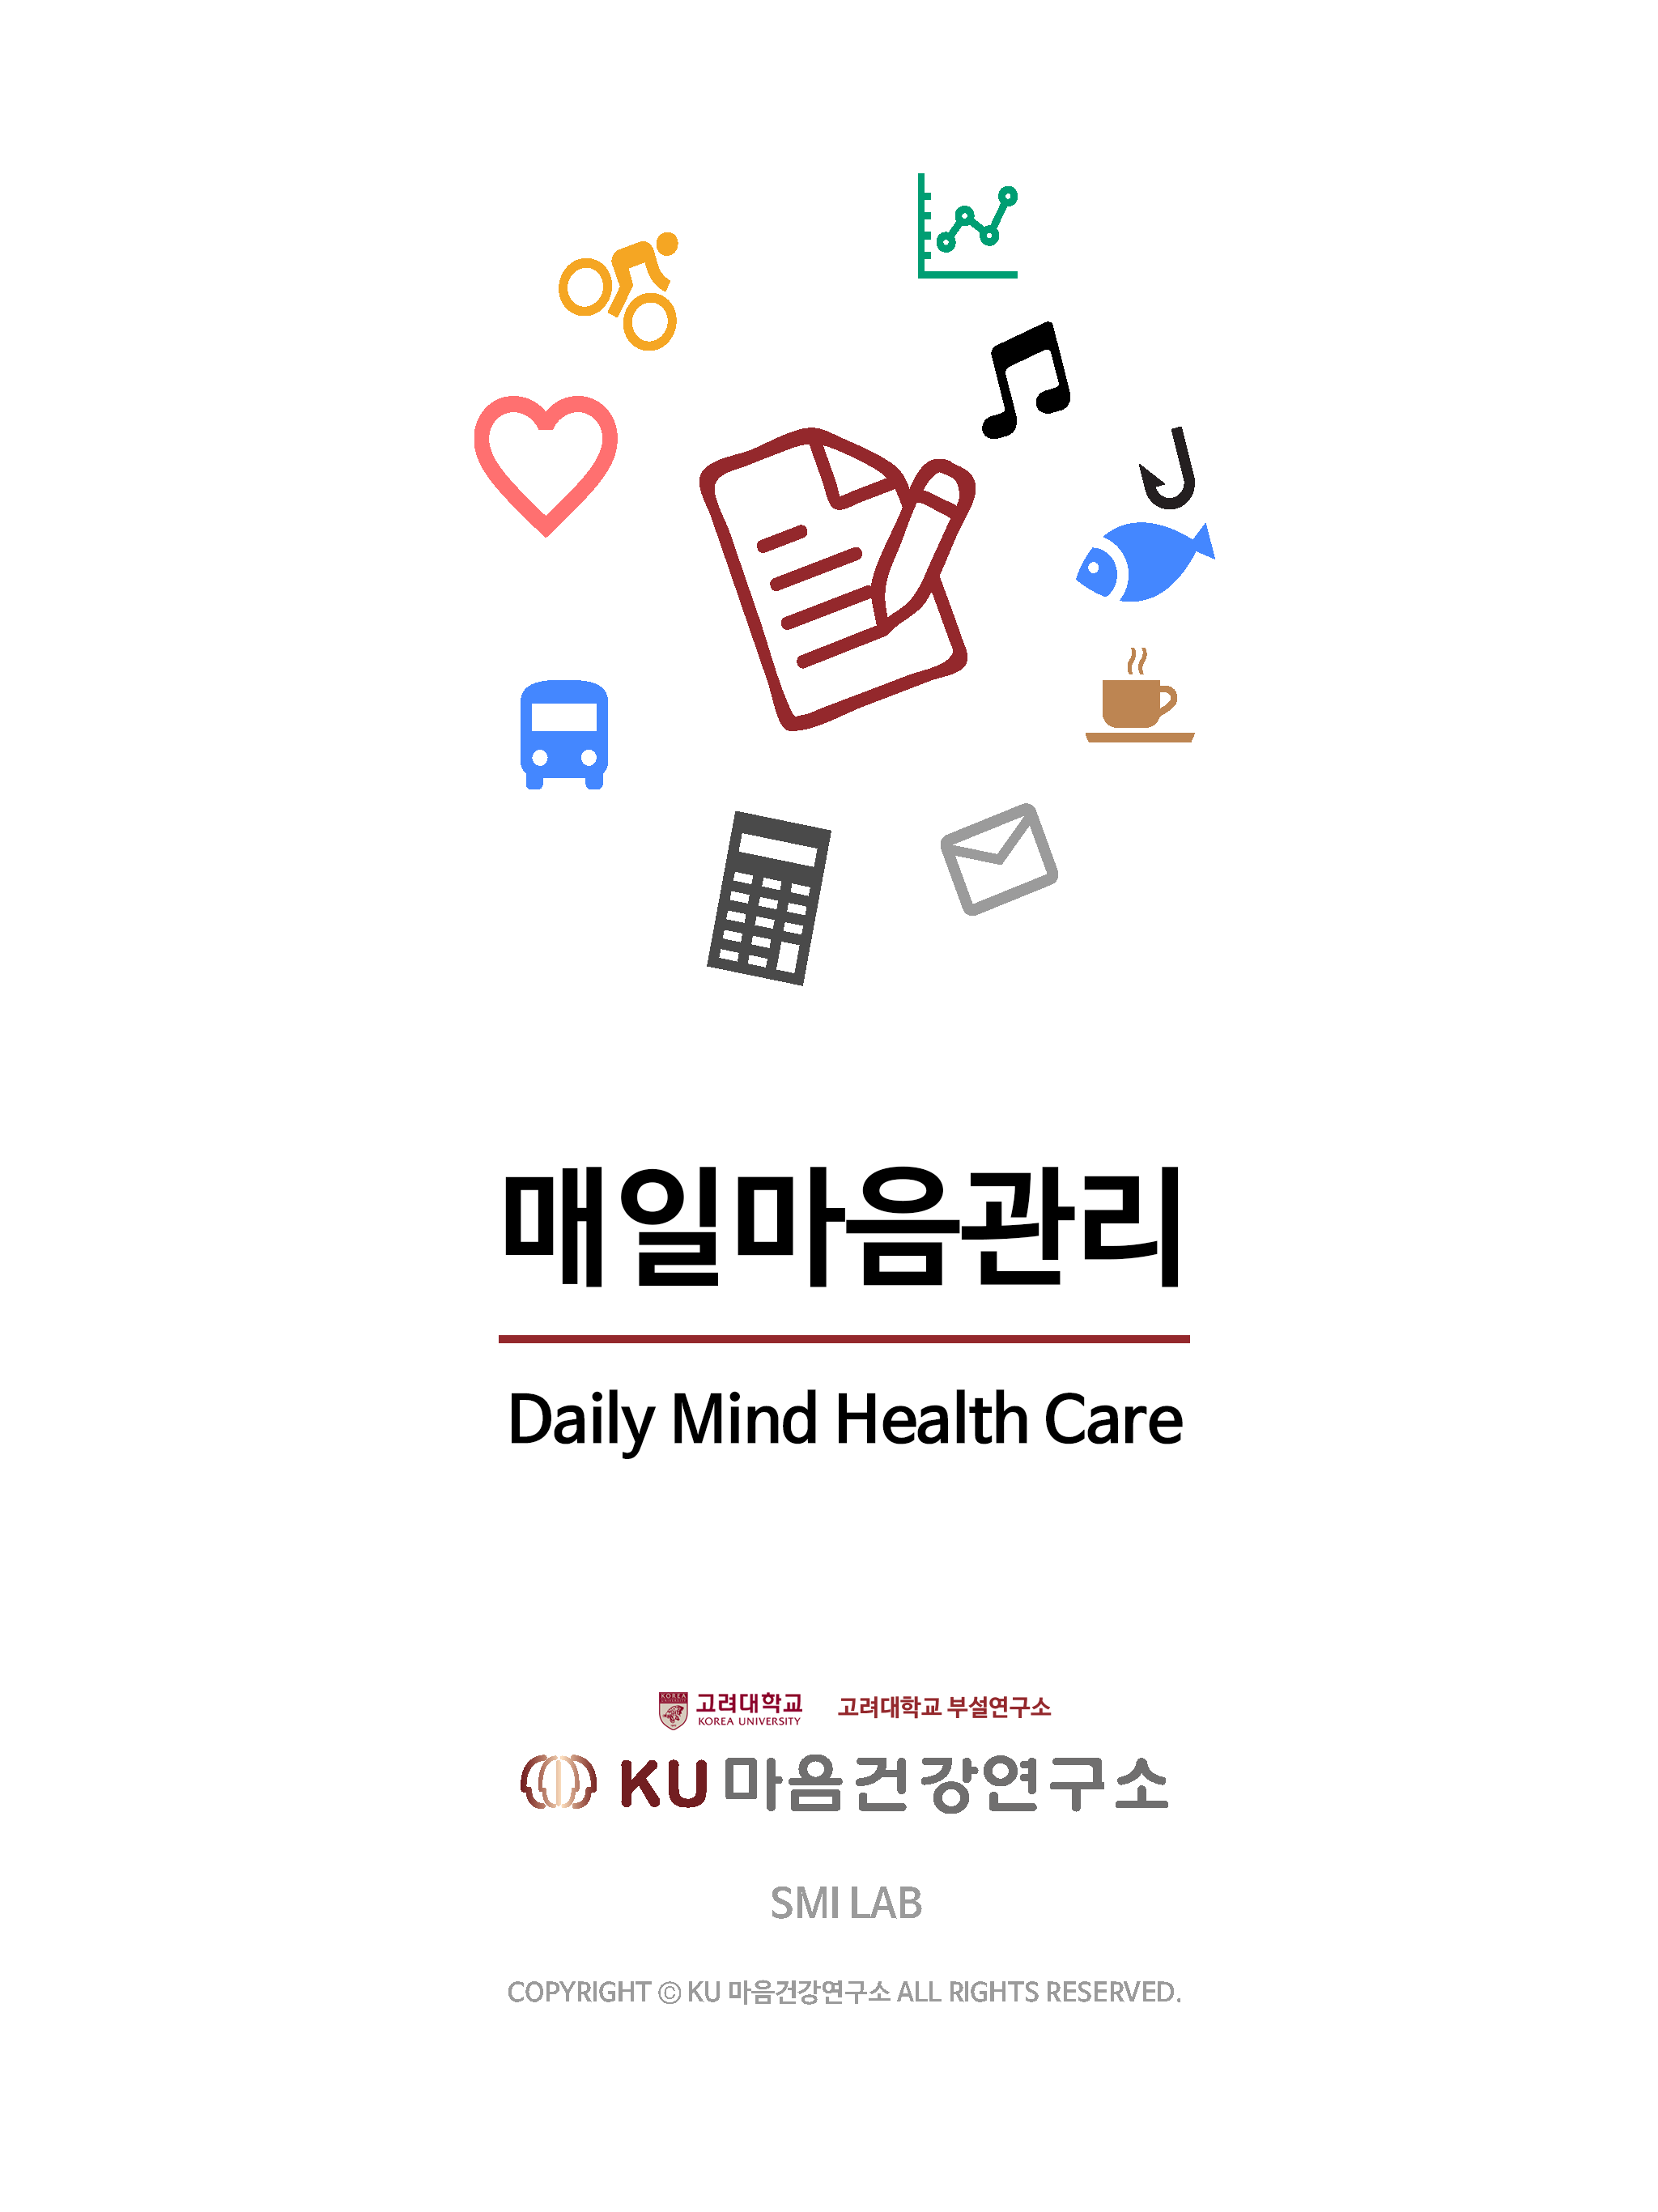 매일마음관리
Daily Mind Health Care
KOREA
고려대학교
KOREA UNIVERSITY
고려대학교 부설연구소
KU 마음건강연구소
SMI LAB
COPYRIGHT ⓒ KU 마음건강연구소 ALL RIGHTS RESERVED.